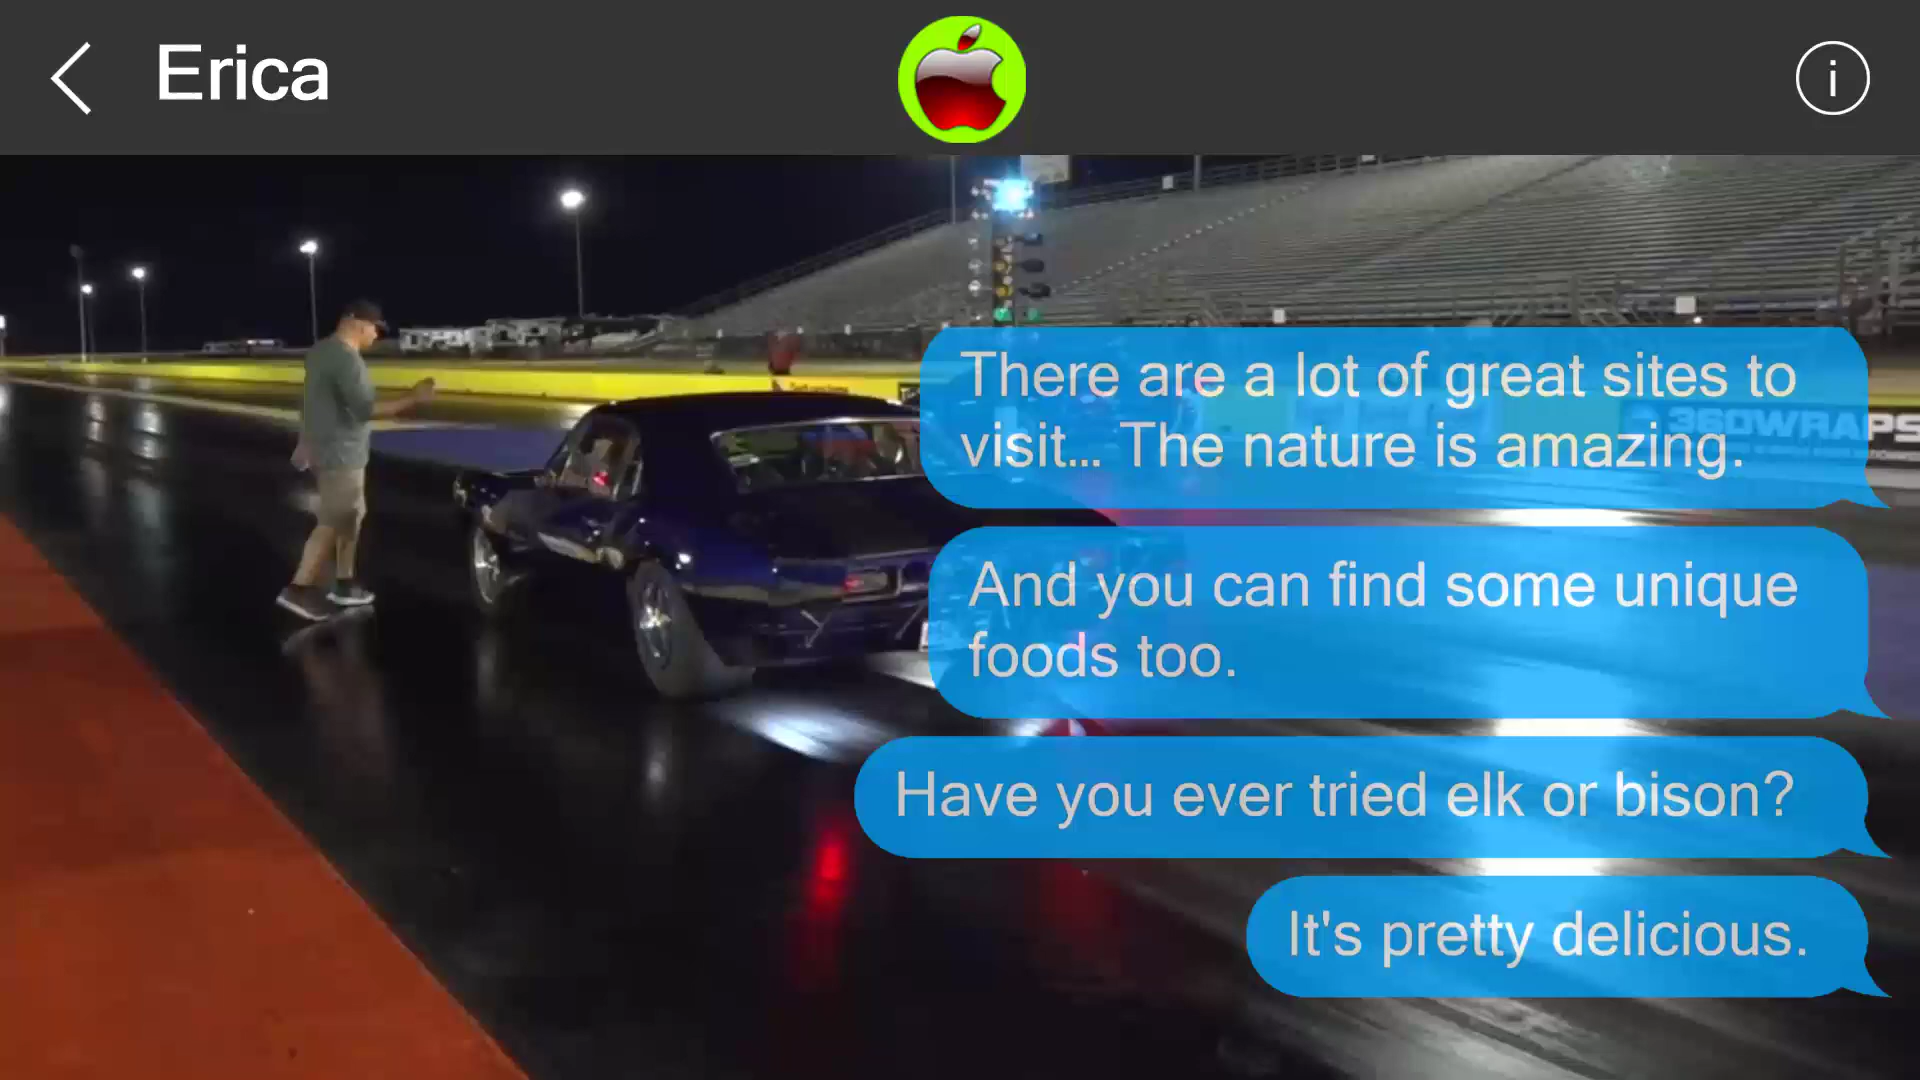 Erica
There are a lot of great sites to
visit... The nature is amazing.
360WRAPS
And you can find some unique
foods too.
Have you ever tried elk or bison?
It's pretty delicious.